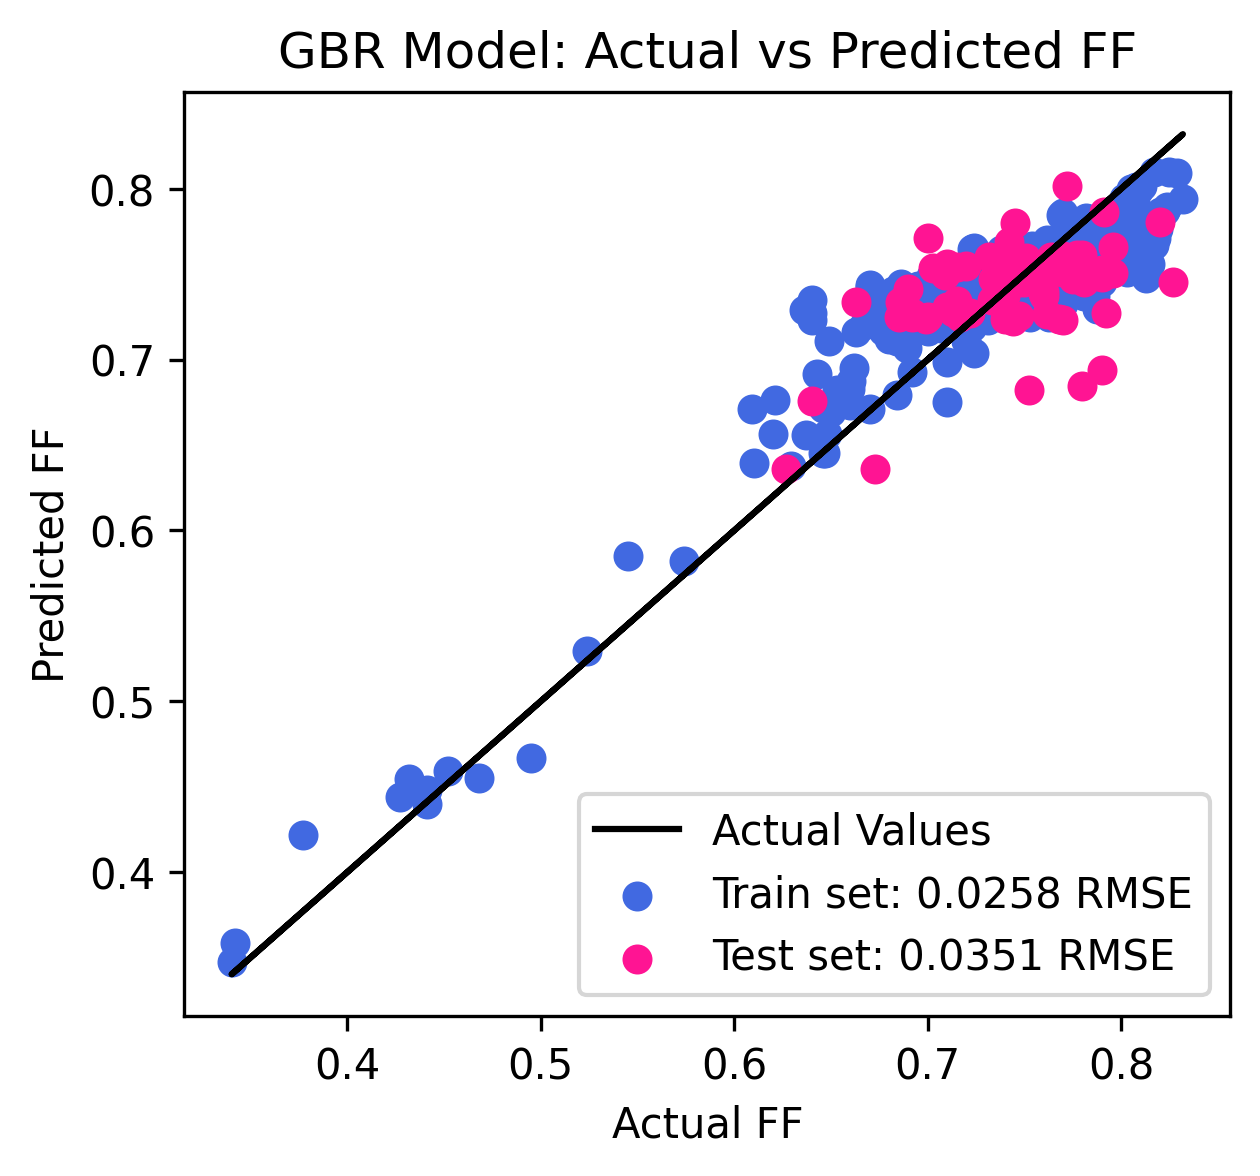 GBR Model: Actual vs Predicted FF
0.8
0.7
0.6
0.5
0.4
Predicted FF
Actual Values
Train set: 0.0258 RMSE
Test set: 0.0351 RMSE
0.4 0.5 0.6 0.7 0.8
Actual FF